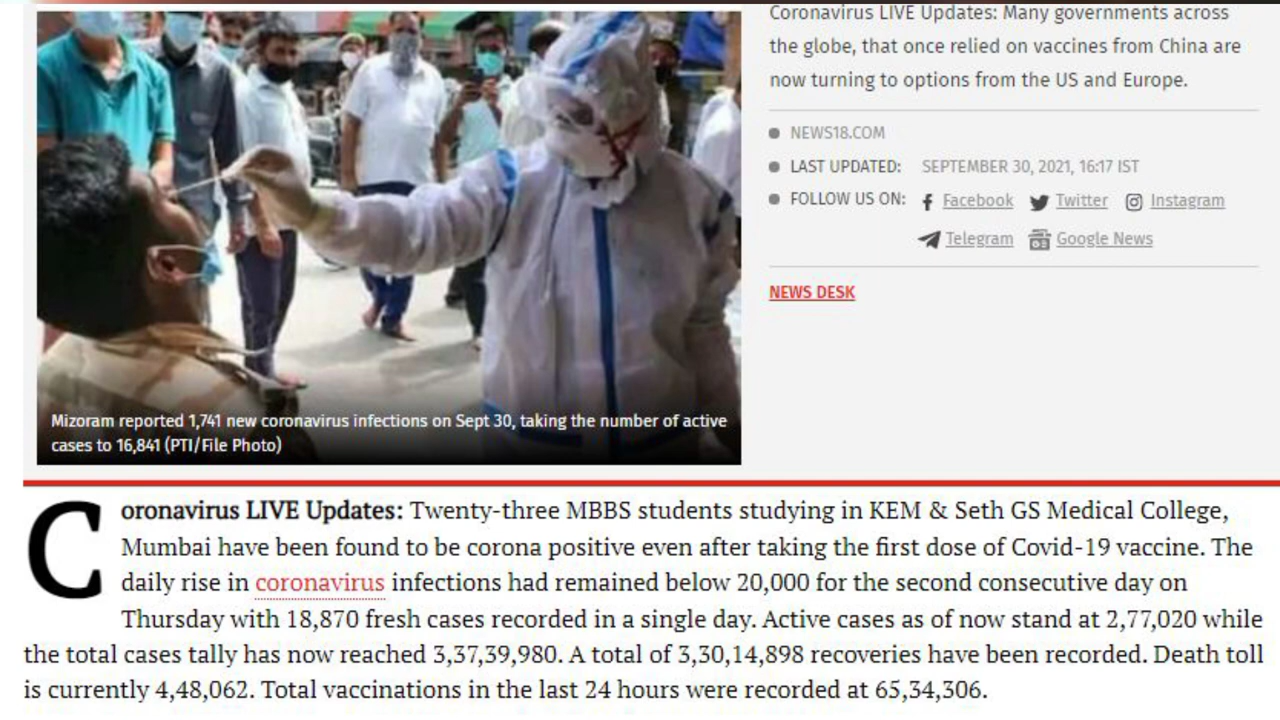 Coronavirus LIVE Updates: Many governments across
the globe, that once relied on vaccines from China are
now turning to options from the US and Europe.
NEWS18.COM
LAST UPDATED: SEPTEMBER 30, 2021, 16:17 IST
FOLLOW US ON: Facebook Twitter Instagram
Telegram Google News
NEWS DESK
Mizoram reported 1,741 new coronavirus infections on Sept 30, taking the number of active
cases to 16,841 (PTI/File Photo)
Coronavirus LIVE Updates: Twenty-three MBBS students studying in KEM & Seth GS Medical College,
Mumbai have been found to be corona positive even after taking the first dose of Covid-19 vaccine. The
daily rise in coronavirus infections had remained below 20,000 for the second consecutive day on
Thursday with 18,870 fresh cases recorded in a single day. Active cases as of now stand at 2,77,020 while
the total cases tally has now reached 3,37,39,980. A total of 3,30,14,898 recoveries have been recorded. Death toll
is currently 4,48,062. Total vaccinations in the last 24 hours were recorded at 65,34,306.